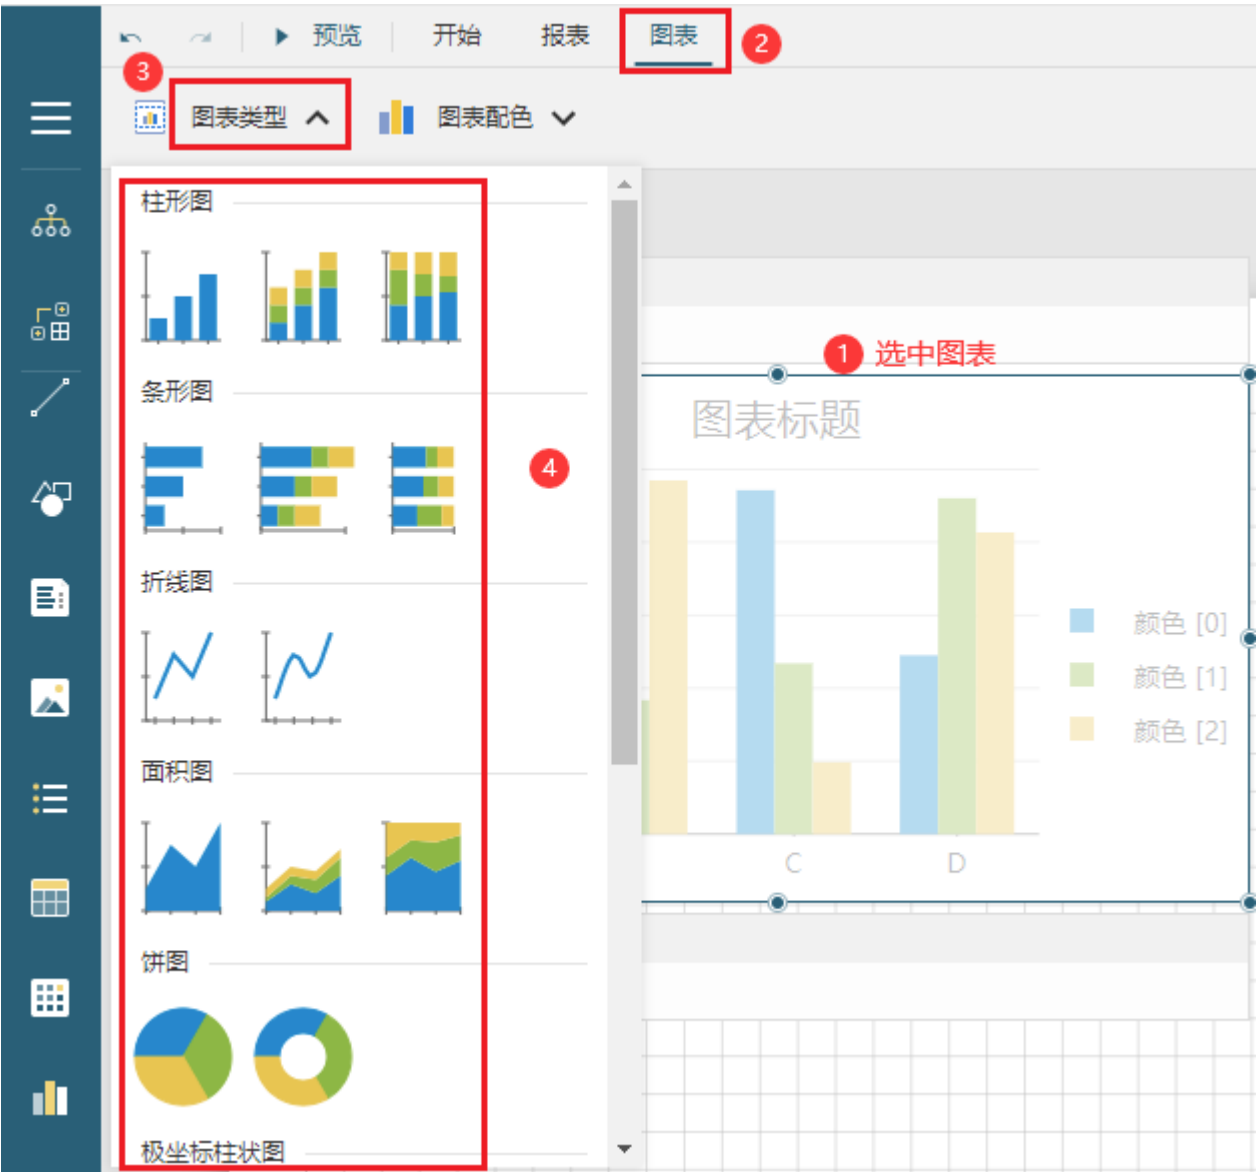 预览 开始 报表 图表 2
3
图表类型 图表配色
柱形图
1 选中图表
条形图
图表标题
4
折线图
颜色 [0]
颜色 [1]
颜色 [2]
面积图
C D
饼图
极坐标柱状图